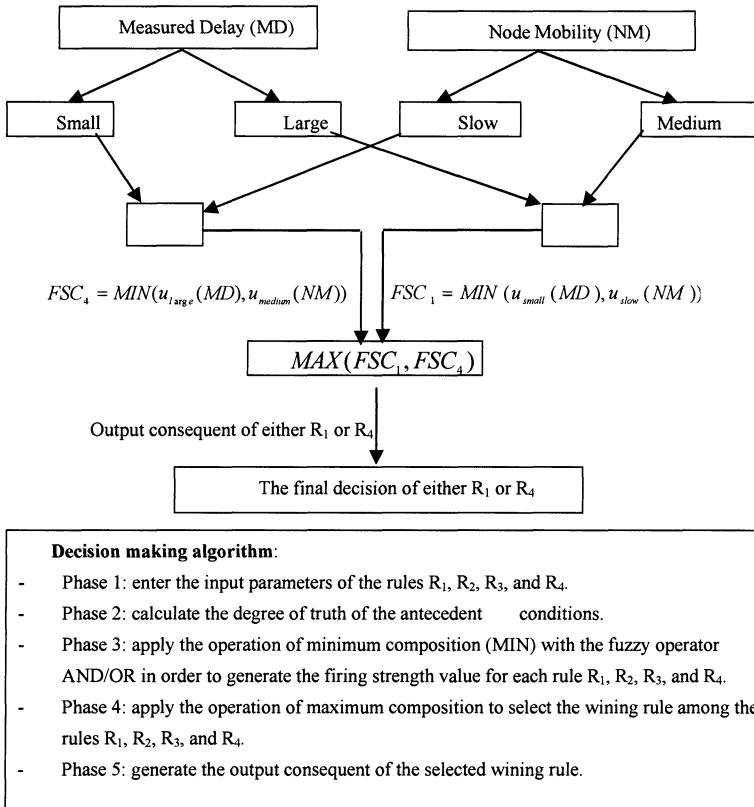 Measured Delay (MD)
Node Mobility (NM)
Small
Large
Slow
Medium
FSC₄ = MIN(u_large(MD), u_medium(NM))
FSC₁ = MIN (u_small(MD), u_slow(NM))
MAX(FSC₁, FSC₄)
Output consequent of either R₁ or R₄
The final decision of either R₁ or R₄
Decision making algorithm:
- Phase 1: enter the input parameters of the rules R₁, R₂, R₃, and R₄.
- Phase 2: calculate the degree of truth of the antecedent conditions.
- Phase 3: apply the operation of minimum composition (MIN) with the fuzzy operator
AND/OR in order to generate the firing strength value for each rule R₁, R₂, R₃, and R₄.
- Phase 4: apply the operation of maximum composition to select the wining rule among the
rules R₁, R₂, R₃, and R₄.
- Phase 5: generate the output consequent of the selected wining rule.